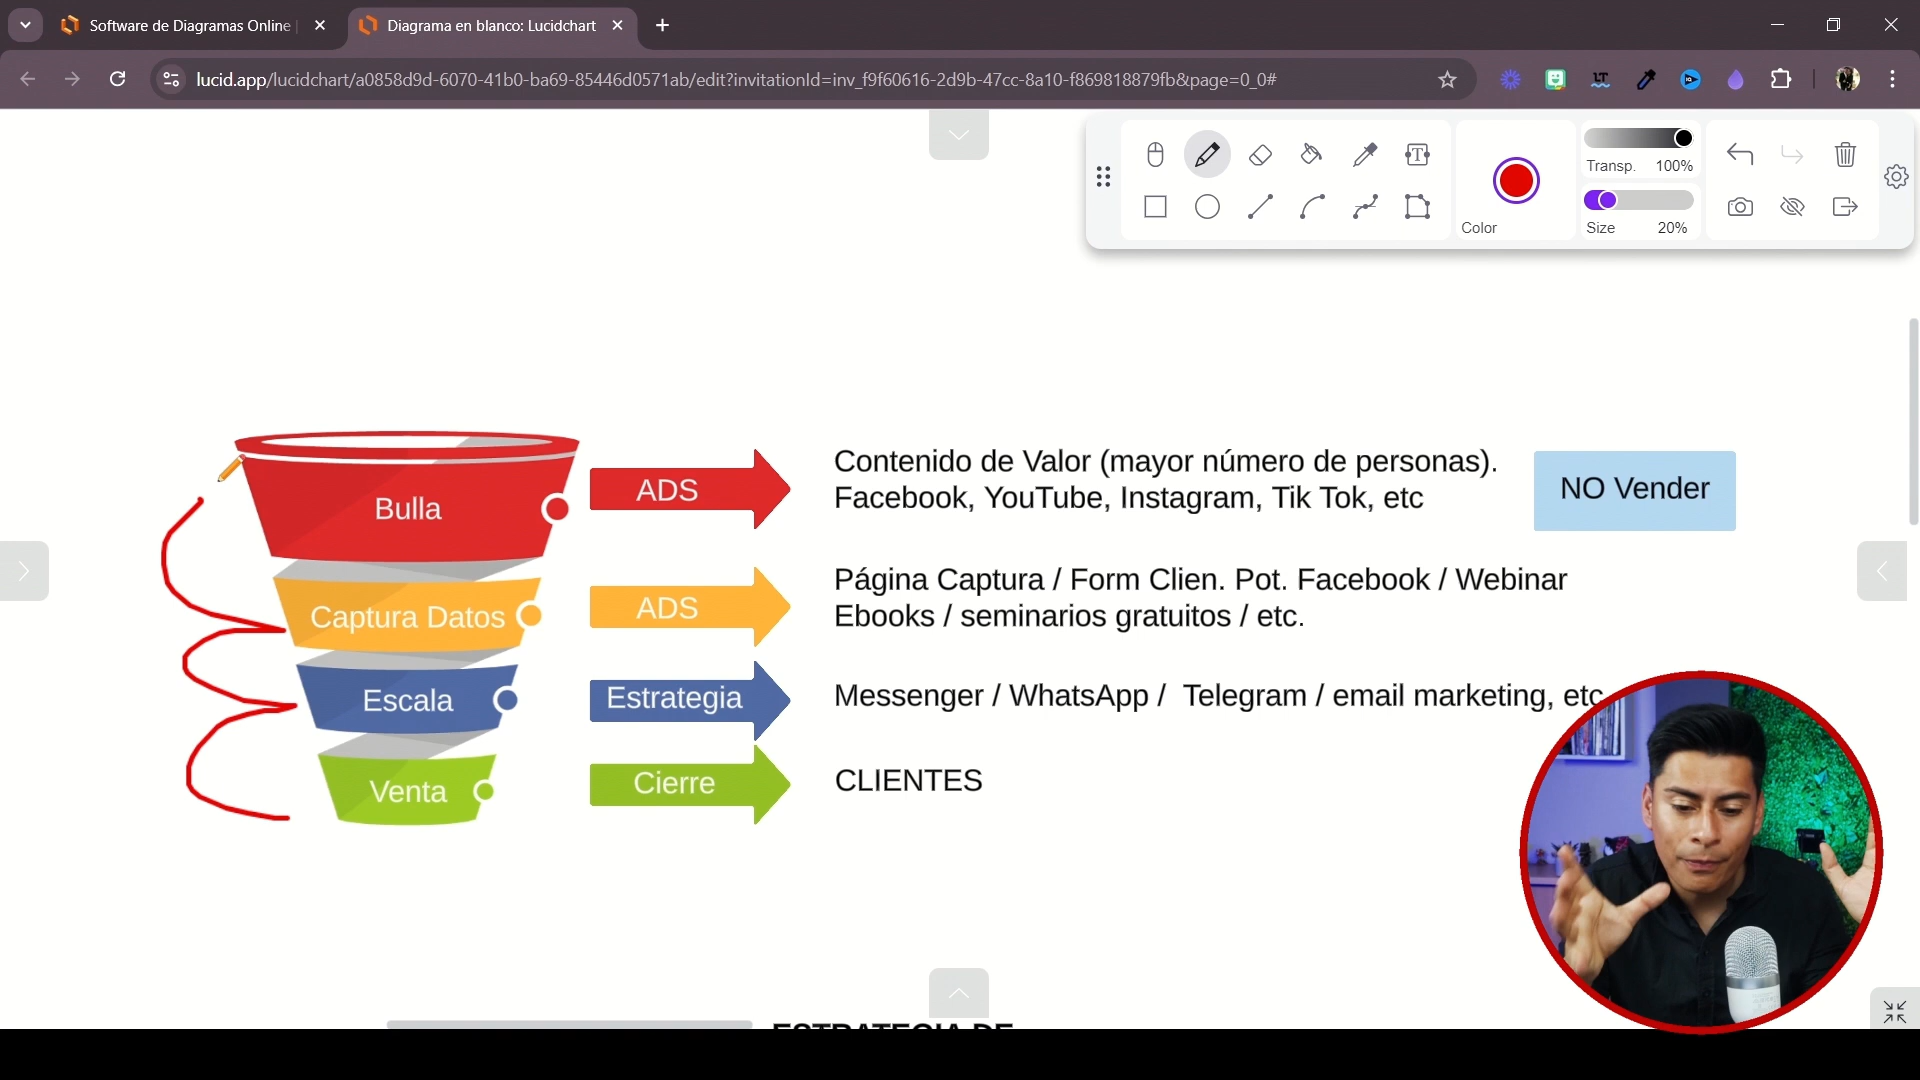 Software de Diagramas Online |
Diagrama en blanco: Lucidchart
lucid.app/lucidchart/a0858d9d-6070-41b0-ba69-85446d0571ab/edit?invitationId=inv_f9f60616-2d9b-47cc-8a10-f869818879fb&page=0_0#
Transp. 100%
Color
Size 20%
Bulla
ADS
Contenido de Valor (mayor número de personas).
Facebook, YouTube, Instagram, Tik Tok, etc
NO Vender
Captura Datos
ADS
Página Captura / Form Clien. Pot. Facebook / Webinar
Ebooks / seminarios gratuitos / etc.
Escala
Estrategia
Messenger / WhatsApp / Telegram / email marketing, etc
Venta
Cierre
CLIENTES
ESTRATEGIA DE